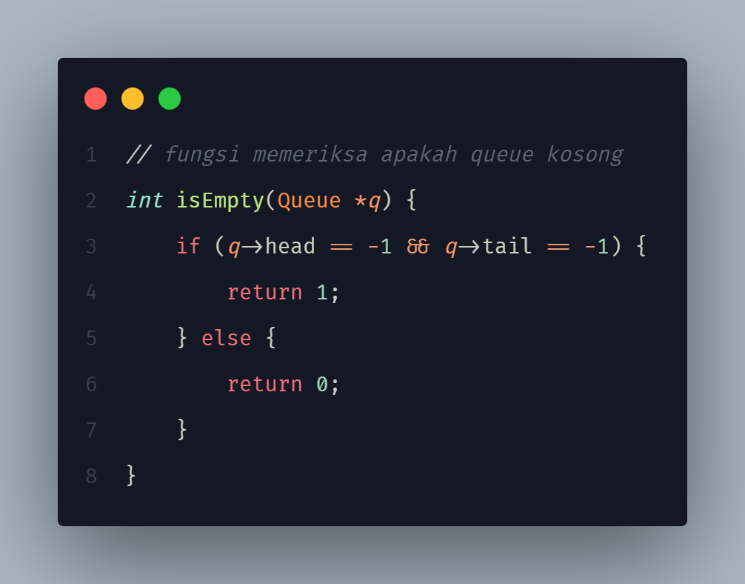 1 // fungsi memeriksa apakah queue kosong
2 int isEmpty(Queue *q) {
3     if (q->head == -1 && q->tail == -1) {
4         return 1;
5     } else {
6         return 0;
7     }
8 }